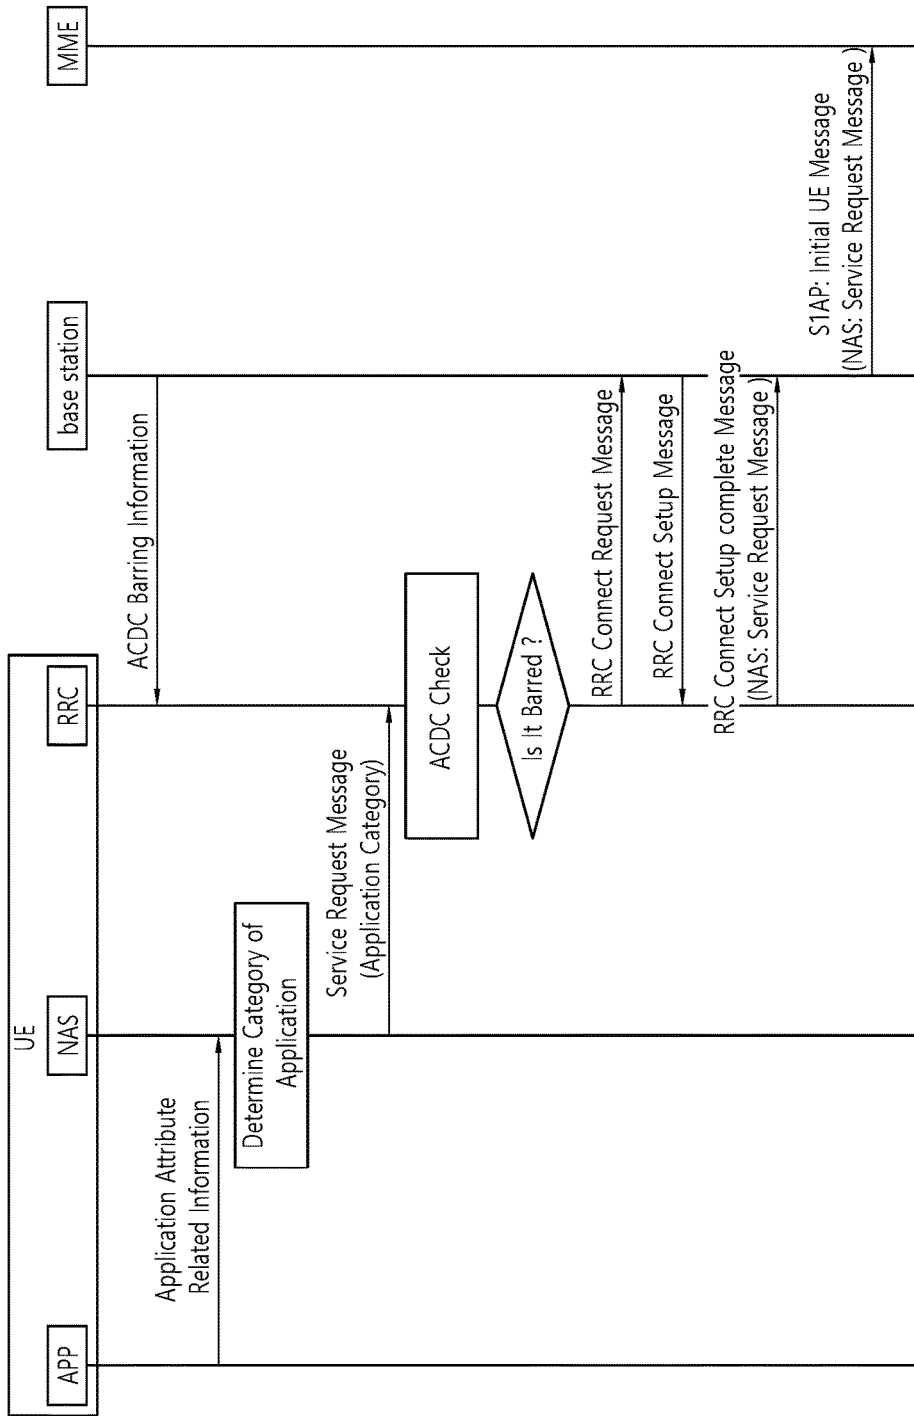 UE
APP
NAS
RRC
base station
MME
ACDC Barring Information
Application Attribute
Related Information
Determine Category of
Application
Service Request Message
(Application Category)
ACDC Check
Is It Barred ?
RRC Connect Request Message
RRC Connect Setup Message
RRC Connect Setup complete Message
(NAS: Service Request Message )
S1AP: Initial UE Message
(NAS: Service Request Message )